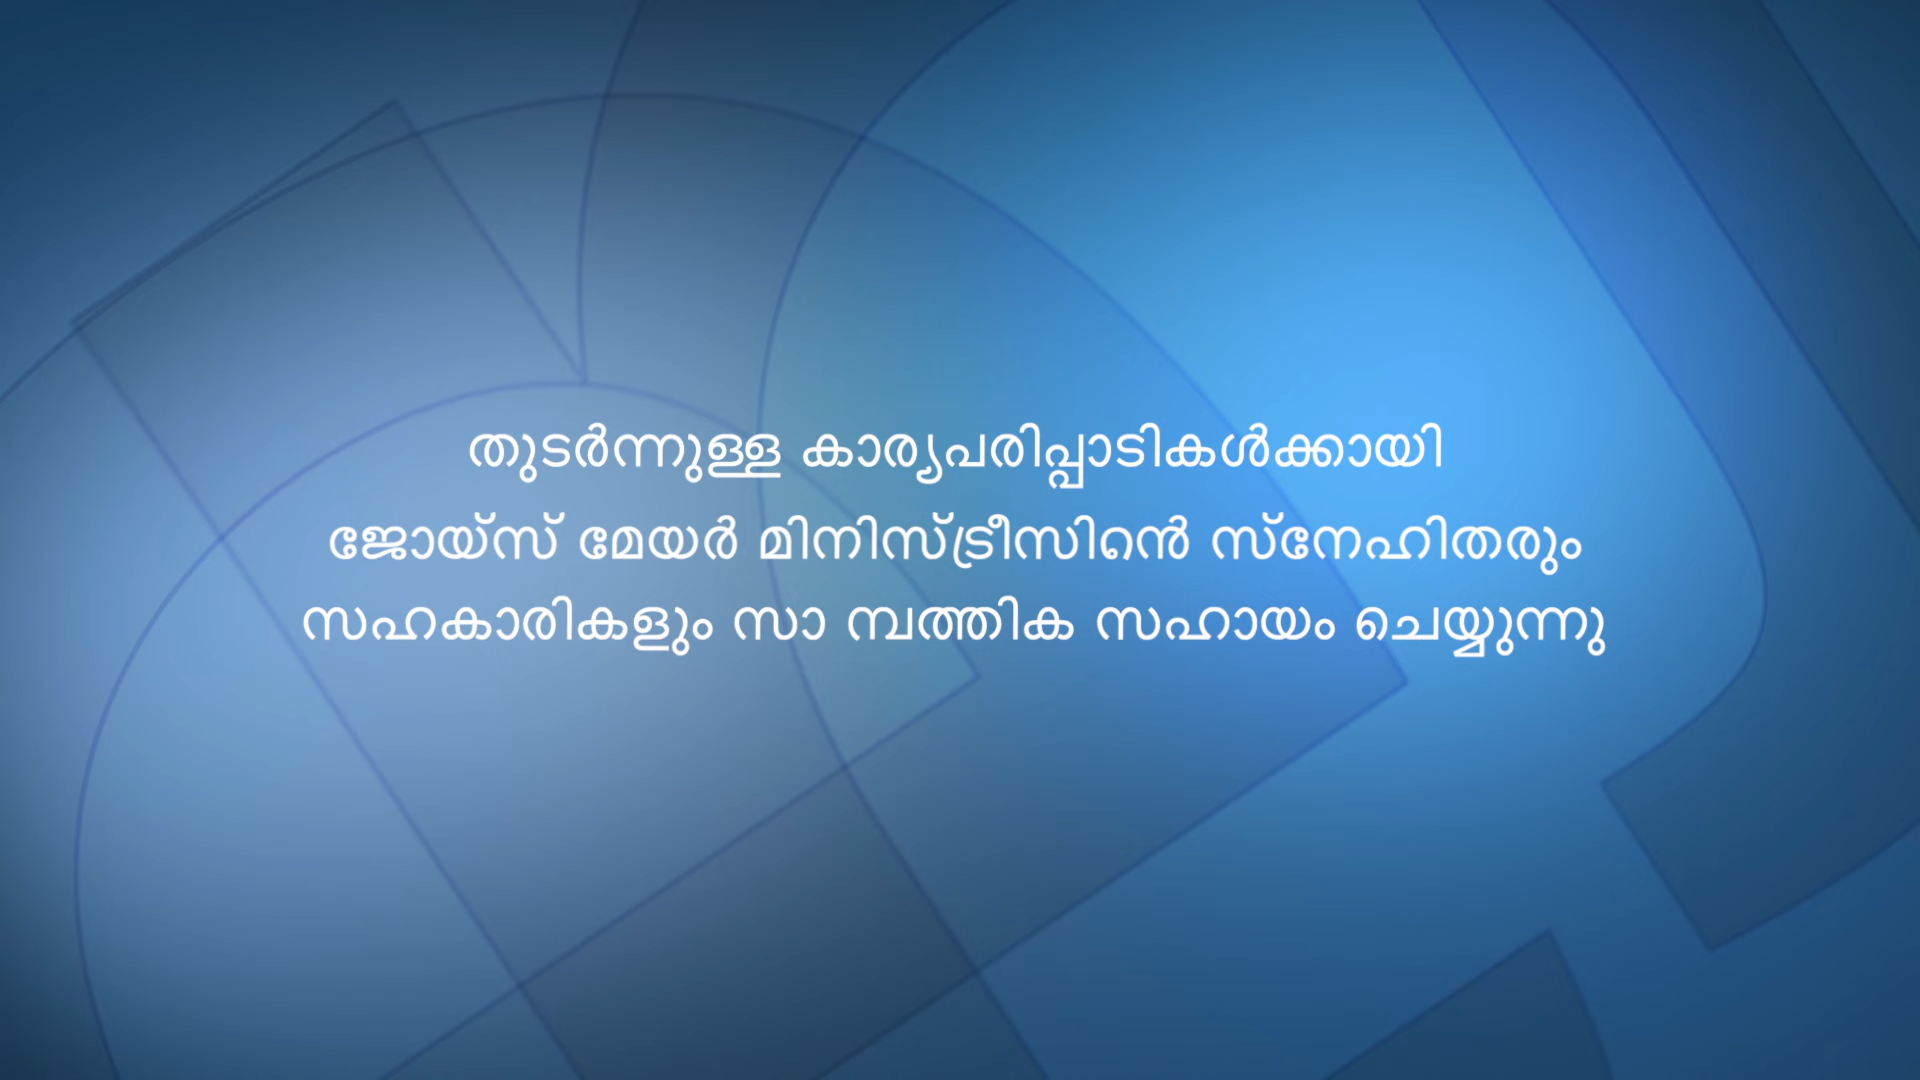 തുടർന്നുള്ള കാര്യപരിപ്പാടികൾക്കായി
ജോയ്സ് മേയർ മിനിസ്ട്രീസിൻെ സ്നേഹിതരും
സഹകാരികളും സാ മ്പത്തിക സഹായം ചെയ്യുന്നു